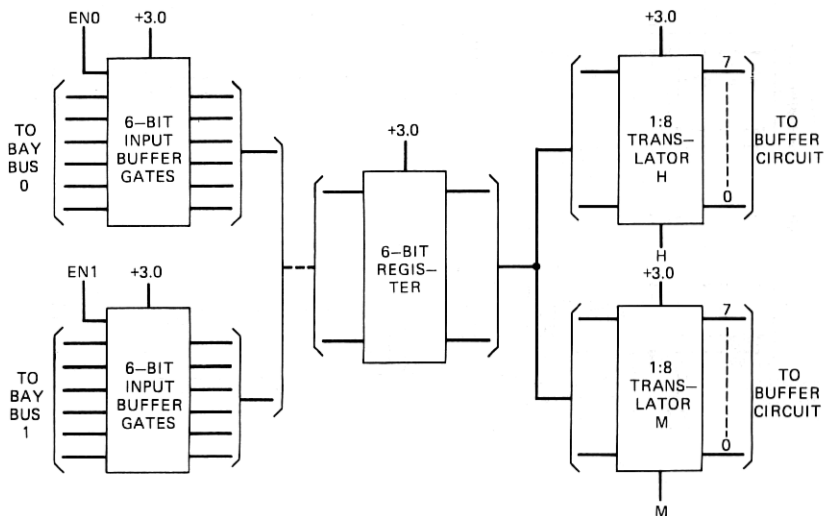 EN0
+3.0
TO
BAY
BUS
0
6–BIT
INPUT
BUFFER
GATES
EN1
+3.0
TO
BAY
BUS
1
6–BIT
INPUT
BUFFER
GATES
+3.0
6–BIT
REGIS–
TER
+3.0
1:8
TRANS–
LATOR
H
7
0
TO
BUFFER
CIRCUIT
H
+3.0
1:8
TRANS–
LATOR
M
7
0
TO
BUFFER
CIRCUIT
M